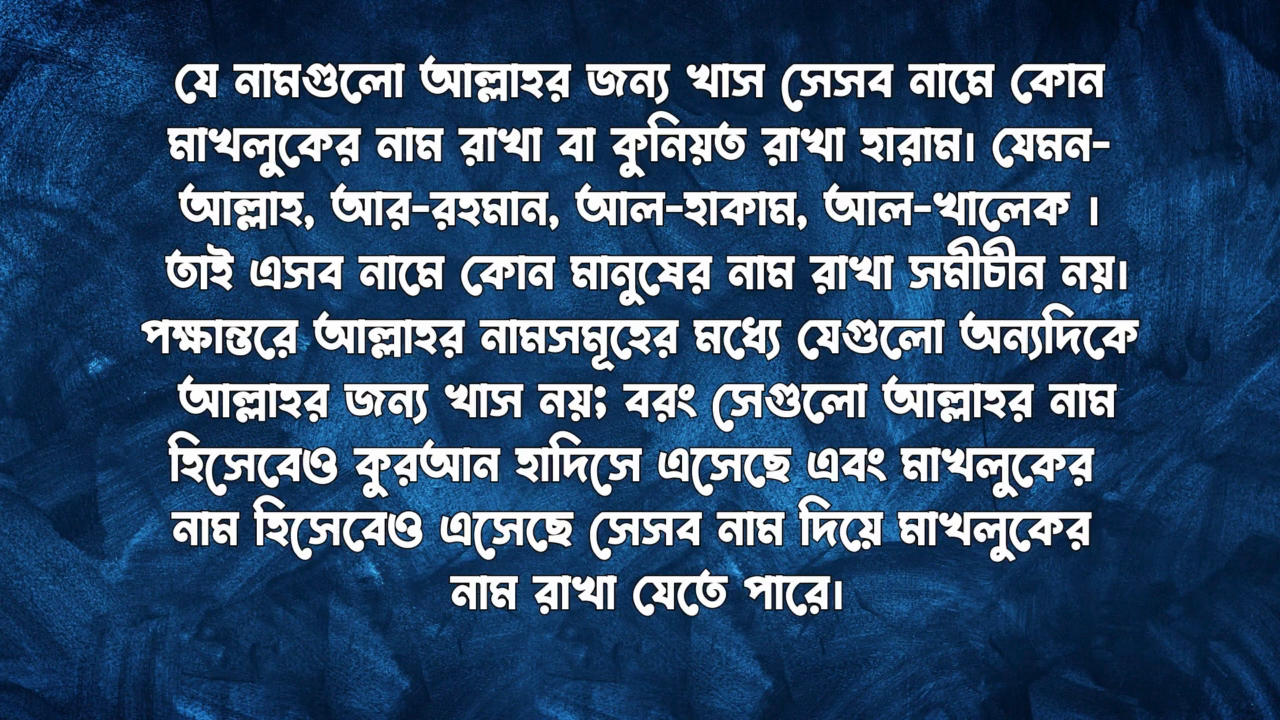 যে নামগুলো আল্লাহর জন্য খাস সেসব নামে কোন
মাখলুকের নাম রাখা বা কুনিয়ত রাখা হারাম। যেমন-
আল্লাহ, আর-রহমান, আল-হাকাম, আল-খালেক ।
তাই এসব নামে কোন মানুষের নাম রাখা সমীচীন নয়।
পক্ষান্তরে আল্লাহর নামসমূহের মধ্যে যেগুলো অন্যদিকে
আল্লাহর জন্য খাস নয়; বরং সেগুলো আল্লাহর নাম
হিসেবেও কুরআন হাদিসে এসেছে এবং মাখলুকের
নাম হিসেবেও এসেছে সেসব নাম দিয়ে মাখলুকের
নাম রাখা যেতে পারে।